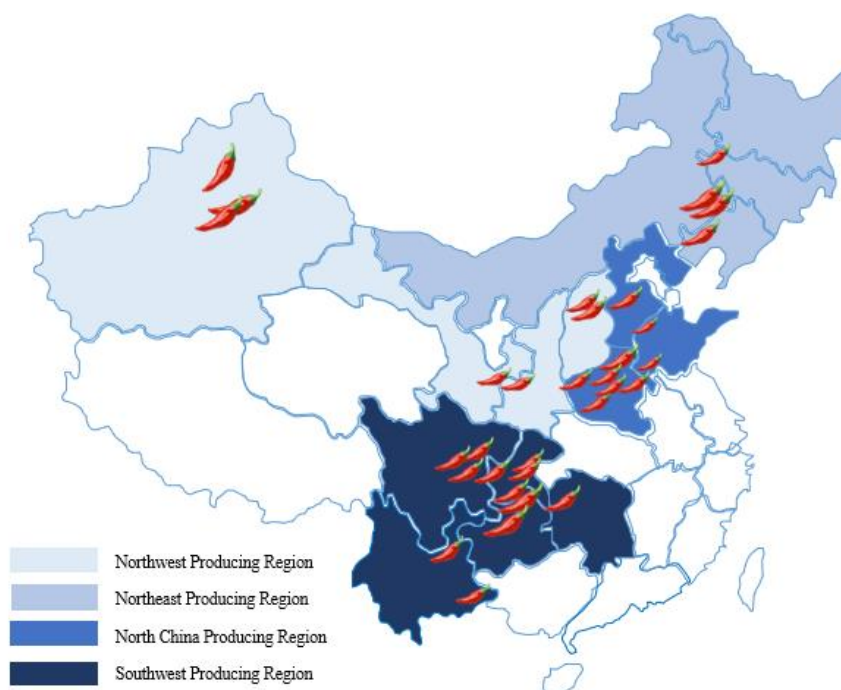 Northwest Producing Region
Northeast Producing Region
North China Producing Region
Southwest Producing Region